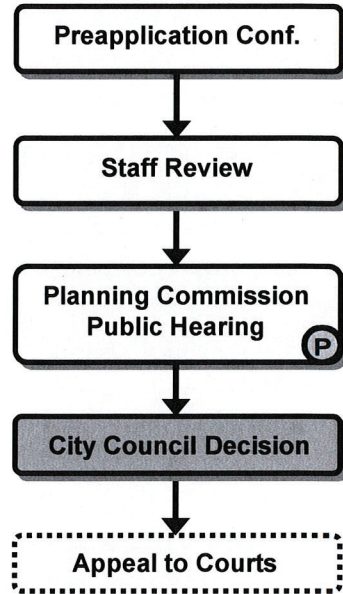 Preapplication Conf.
Staff Review
Planning Commission
Public Hearing
P
City Council Decision
Appeal to Courts